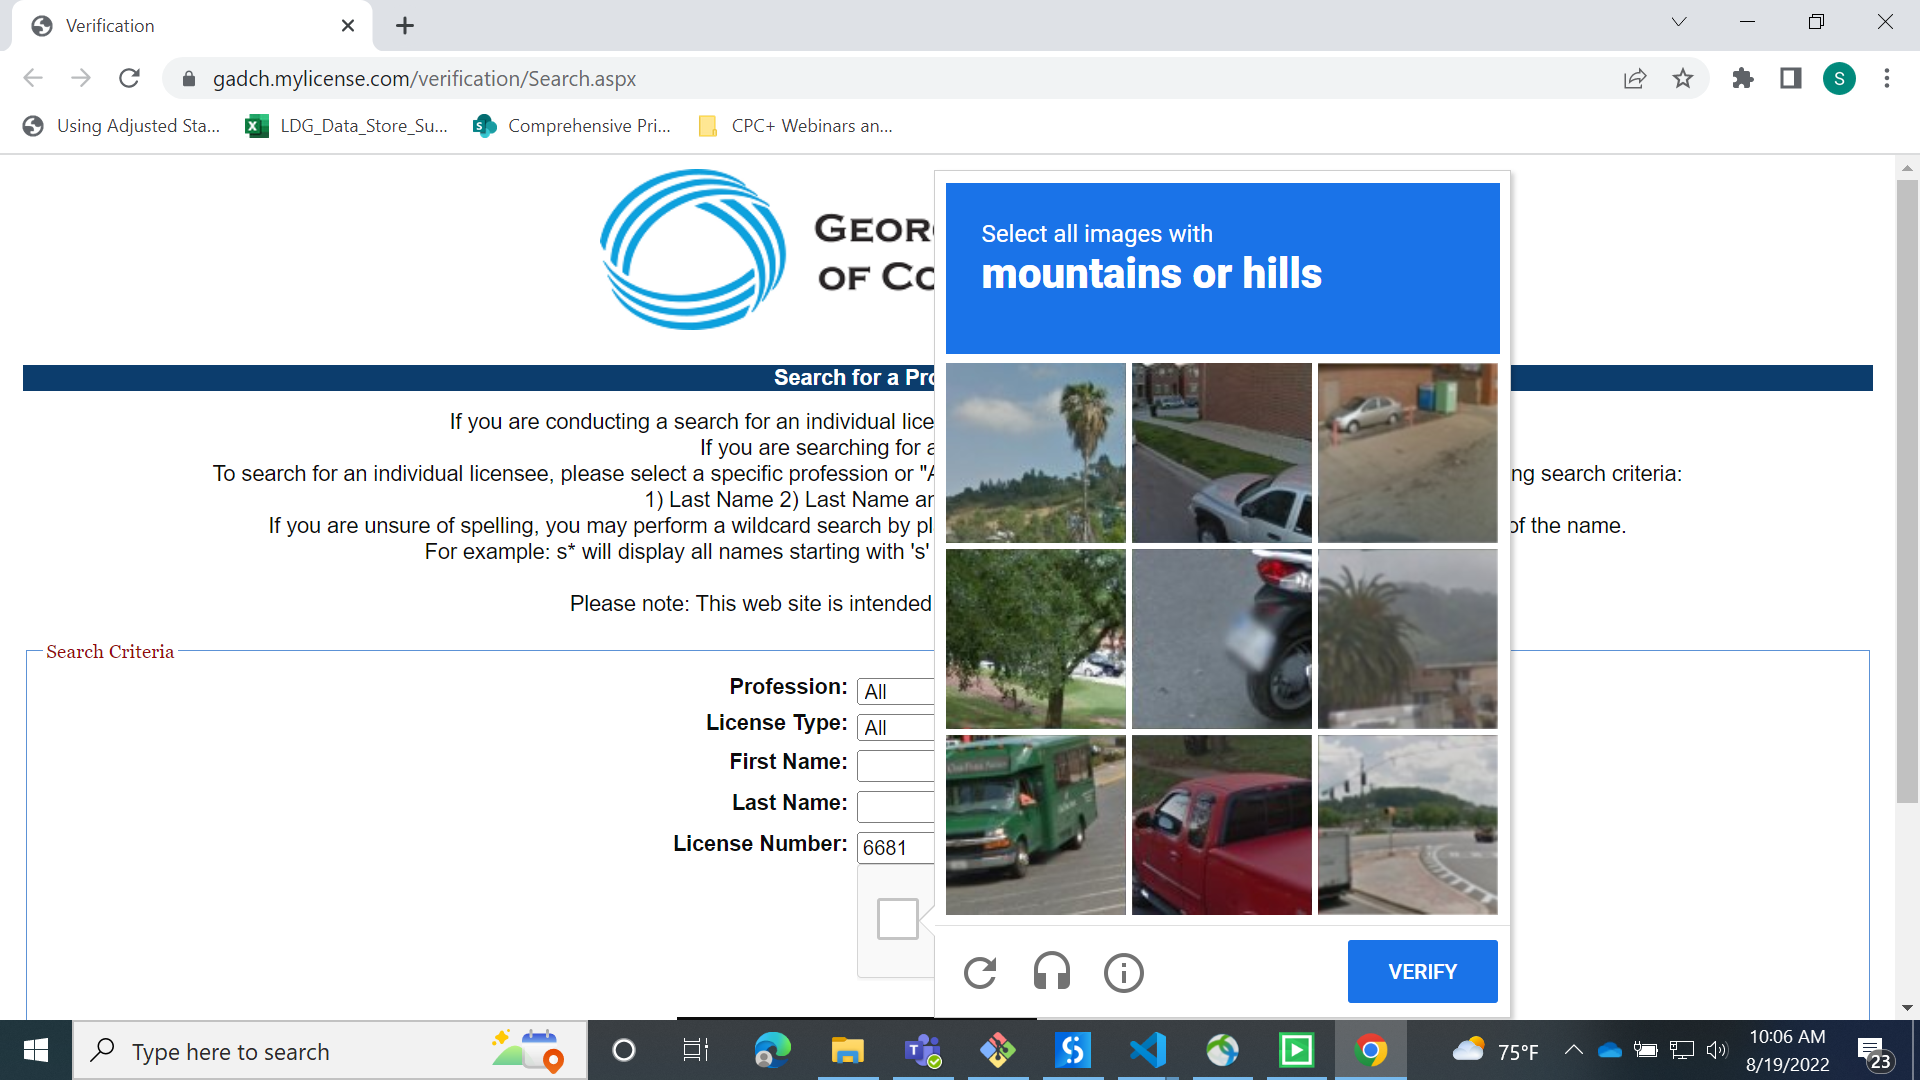 Verification
gadch.mylicense.com/verification/Search.aspx
S
Using Adjusted Sta...
LDG_Data_Store_Su...
Comprehensive Pri...
CPC+ Webinars an...
GEOR
OF CO
Select all images with
mountains or hills
Search for a Pro
If you are conducting a search for an individual lice
If you are searching for a
To search for an individual licensee, please select a specific profession or "A
ng search criteria:
1) Last Name 2) Last Name an
If you are unsure of spelling, you may perform a wildcard search by pl
of the name.
For example: s* will display all names starting with 's'
Please note: This web site is intended
Search Criteria
Profession:
All
License Type:
All
First Name:
Last Name:
License Number:
6681
VERIFY
Type here to search
75°F
10:06 AM
8/19/2022
23